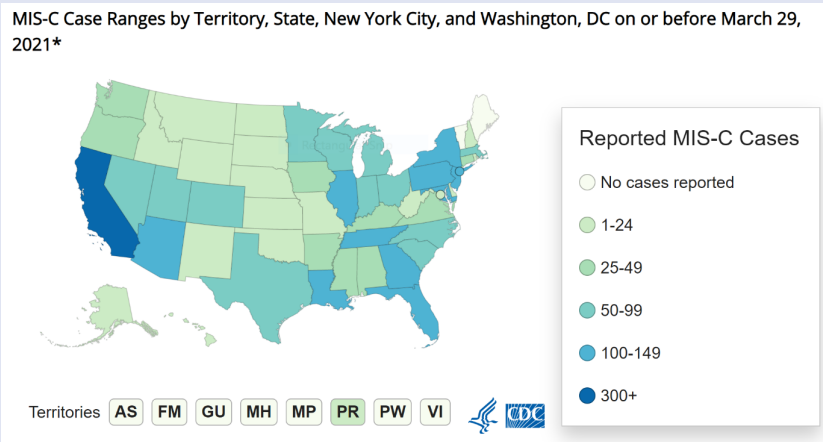 MIS-C Case Ranges by Territory, State, New York City, and Washington, DC on or before March 29,
2021*
Reported MIS-C Cases
No cases reported
1-24
25-49
50-99
100-149
300+
Territories AS FM GU MH MP PR PW VI
CDC